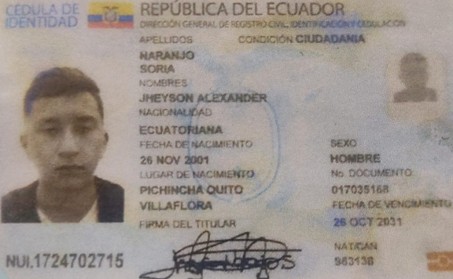 CÉDULA DE
IDENTIDAD
REPÚBLICA DEL ECUADOR
DIRECCIÓN GENERAL DE REGISTRO CIVIL, IDENTIFICACIÓN Y CEDULACIÓN
APELLIDOS
CONDICIÓN CIUDADANIA
NARANJO
SORIA
NOMBRES
JHEYSON ALEXANDER
NACIONALIDAD
ECUATORIANA
FECHA DE NACIMIENTO
SEXO
26 NOV 2001
HOMBRE
LUGAR DE NACIMIENTO
No. DOCUMENTO
PICHINCHA QUITO
017035168
VILLAFLORA
FECHA DE VENCIMIENTO
FIRMA DEL TITULAR
26 OCT 2031
NAT/CAN
NUI.1724702715
963138